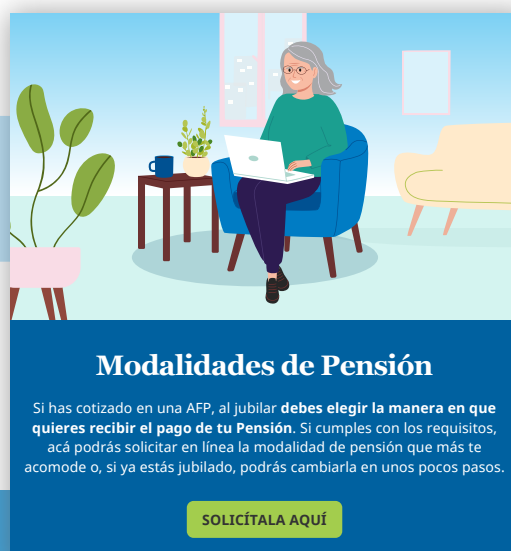 Modalidades de Pensión
Si has cotizado en una AFP, al jubilar debes elegir la manera en que
quieres recibir el pago de tu Pensión. Si cumples con los requisitos,
acá podrás solicitar en línea la modalidad de pensión que más te
acomode o, si ya estás jubilado, podrás cambiarla en unos pocos pasos.
SOLICÍTALA AQUÍ